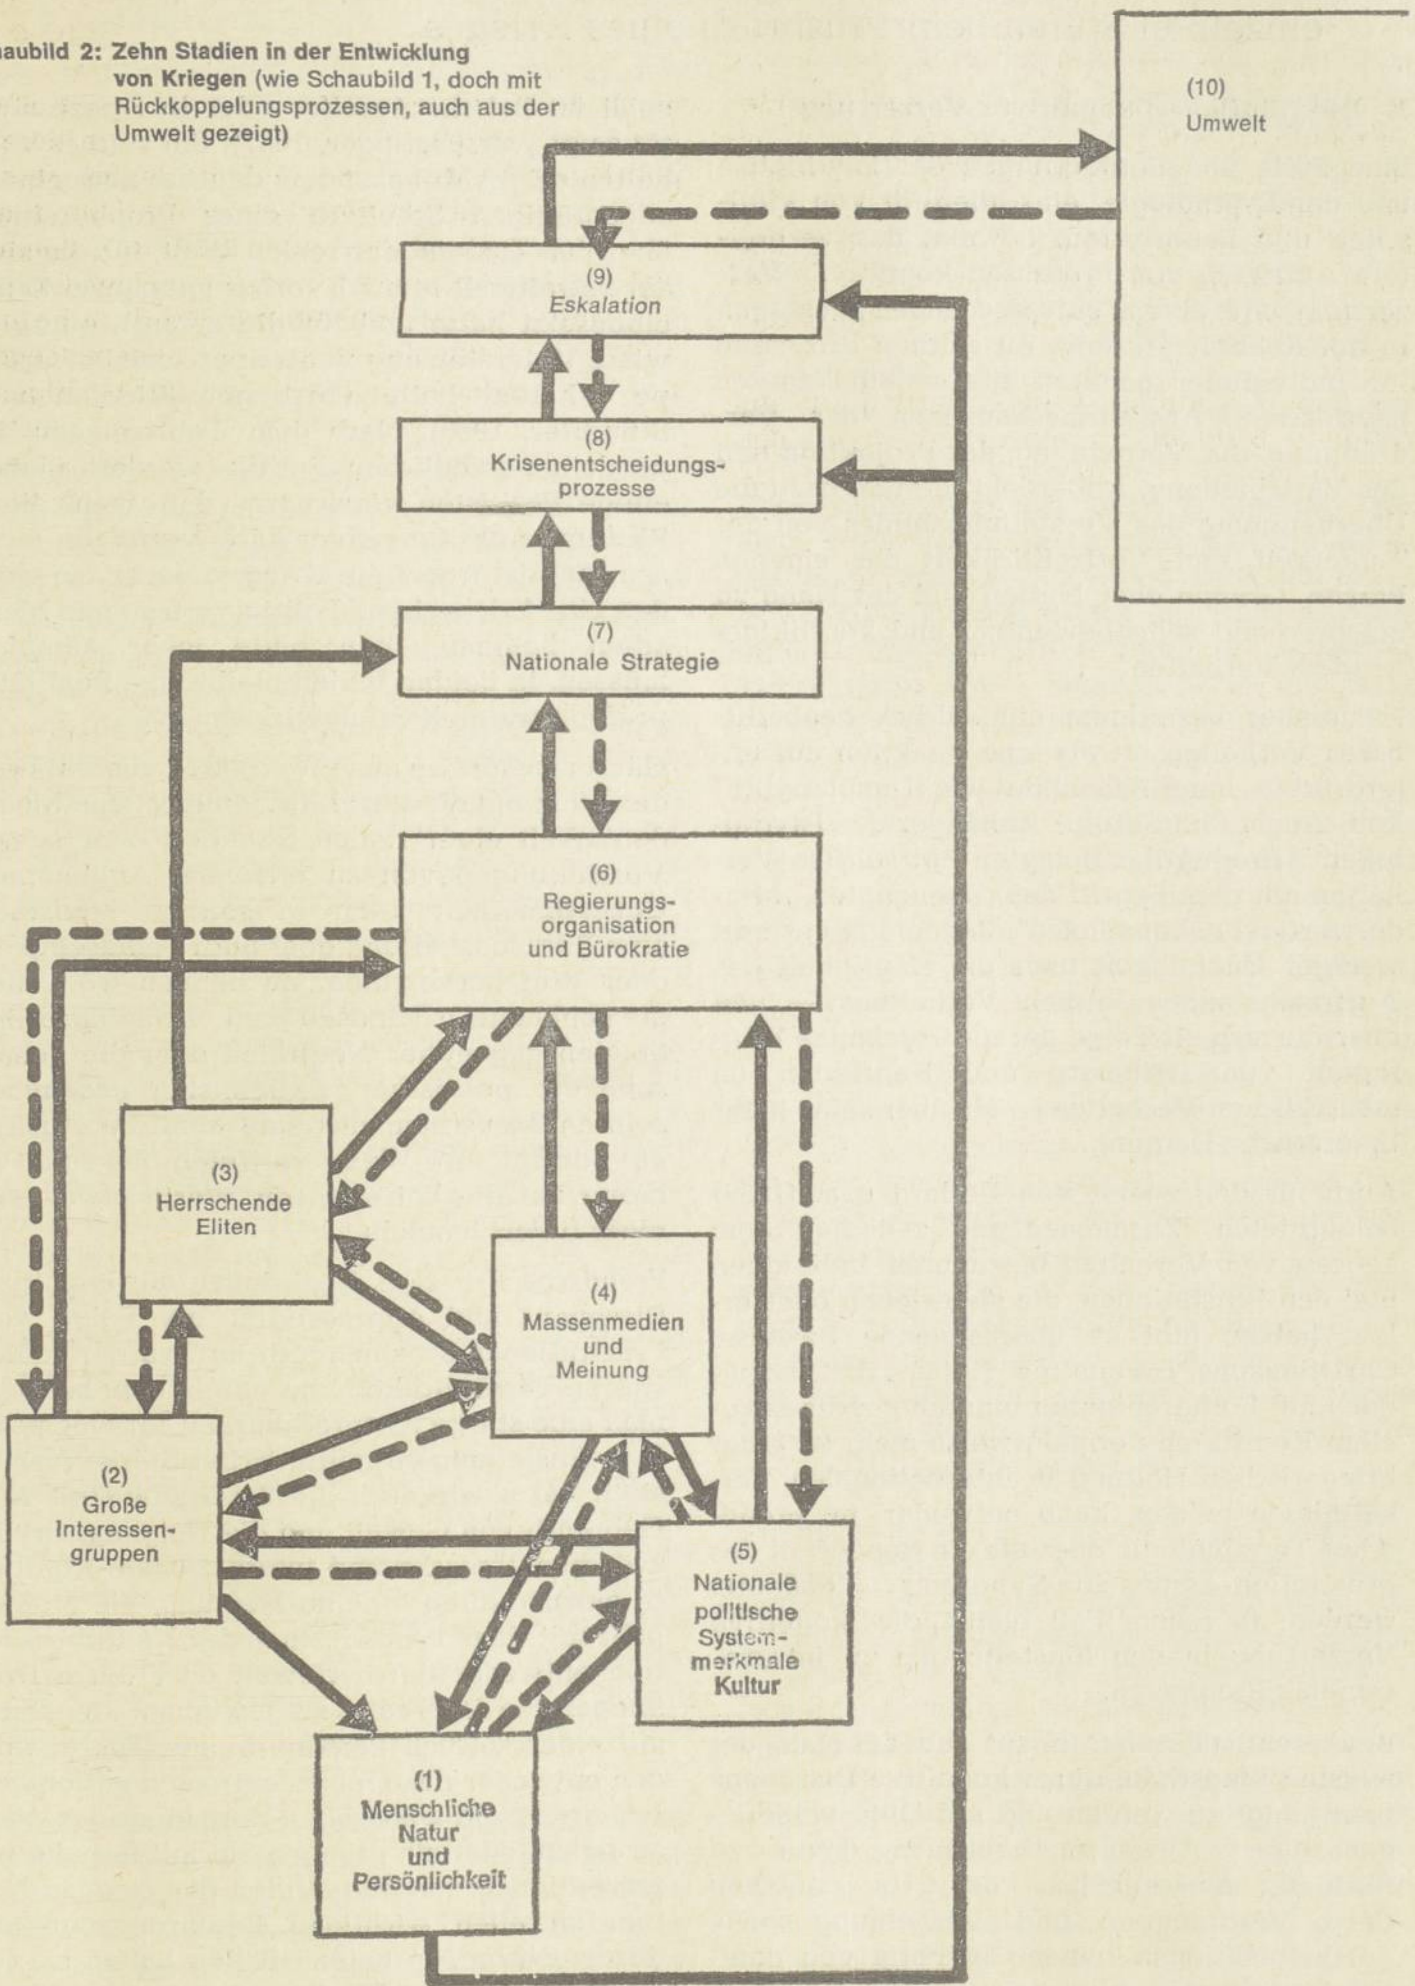 aubild 2: Zehn Stadien in der Entwicklung
von Kriegen (wie Schaubild 1, doch mit
Rückkoppelungsprozessen, auch aus der
Umwelt gezeigt)
(10)
Umwelt
(9)
Eskalation
(8)
Krisenentscheidungs-
prozesse
(7)
Nationale Strategie
(6)
Regierungs-
organisation
und Bürokratie
(3)
Herrschende
Eliten
(4)
Massenmedien
und
Meinung
(2)
Große
Interessen-
gruppen
(5)
Nationale
politische
System-
merkmale
Kultur
(1)
Menschliche
Natur
und
Persönlichkeit